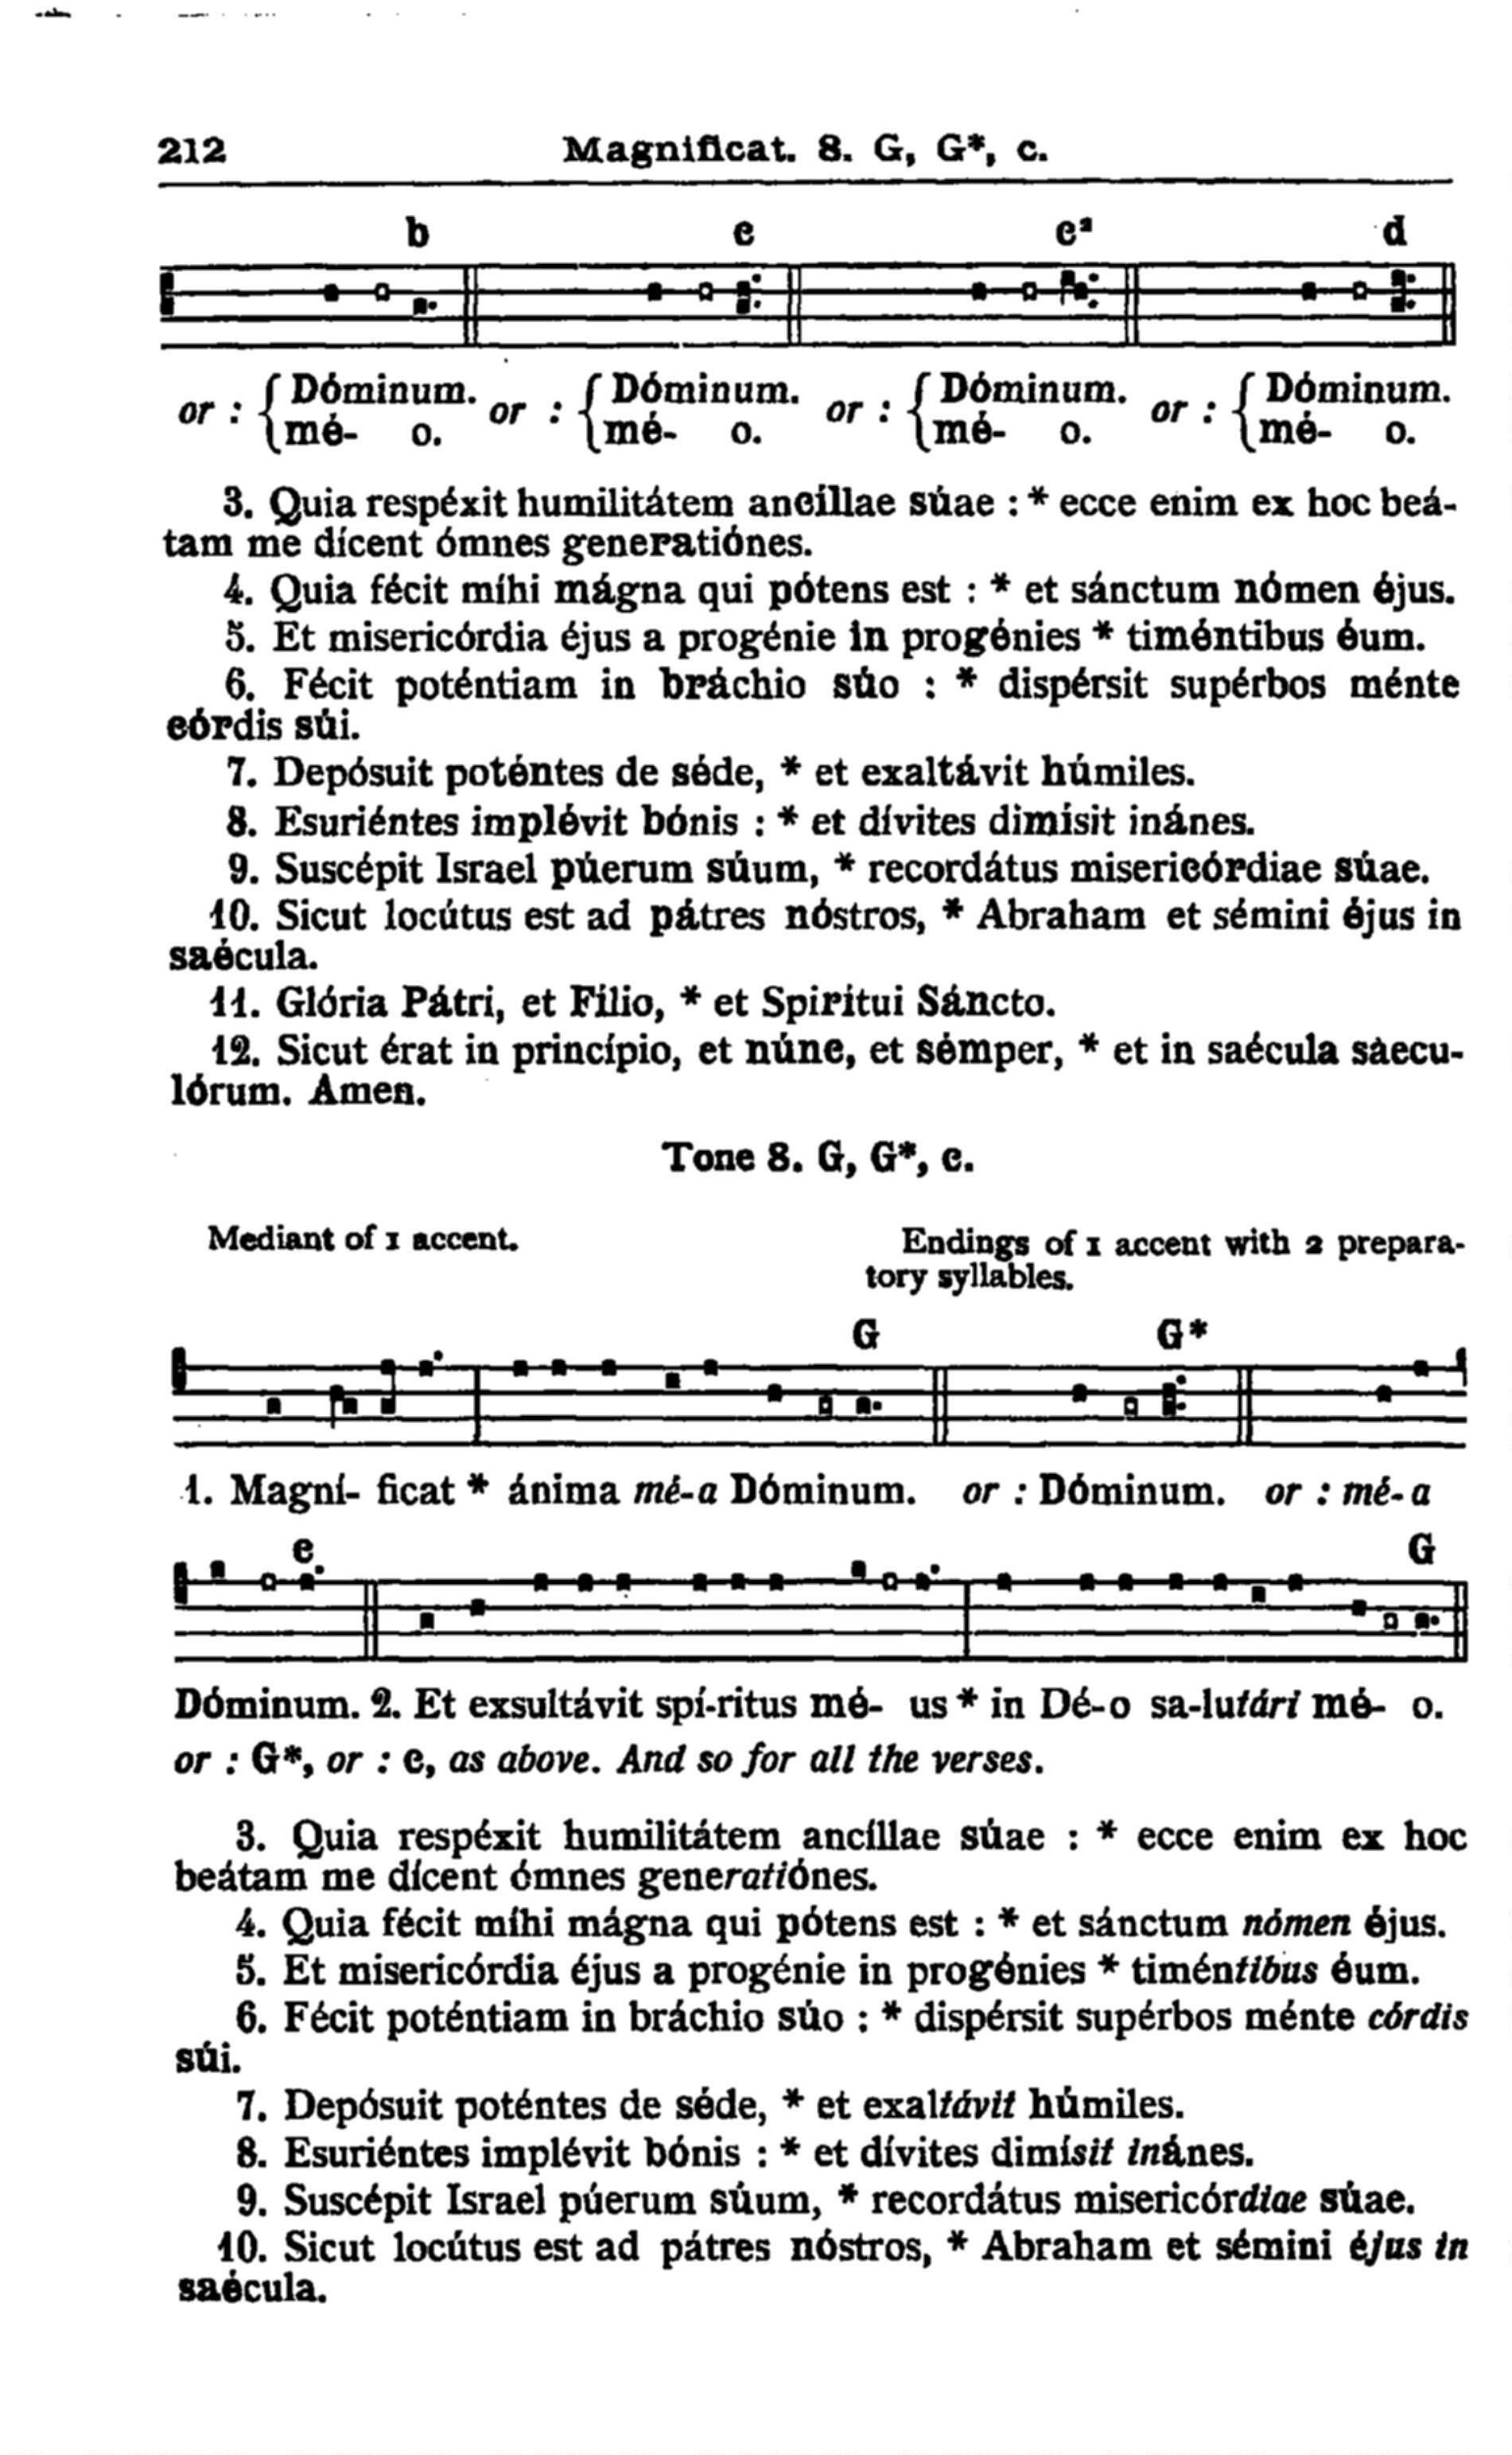 212 Magnificat. 8. G, G*, c.
b c c² d
or : { Dóminum. or : { Dóminum. or : { Dóminum. or : { Dóminum.
mé- o. mé- o. mé- o. mé- o.
3. Quia respéxit humilitátem ancíllae súae : * ecce enim ex hoc beá-
tam me dícent ómnes generatiónes.
4. Quia fécit míhi mágna qui pótens est : * et sánctum nómen éjus.
5. Et misericórdia éjus a progénie in progénies * timéntibus éum.
6. Fécit poténtiam in bráchio súo : * dispérsit supérbos ménte
córdis súi.
7. Depósuit poténtes de séde, * et exaltávit húmiles.
8. Esuriéntes implévit bónis : * et dívites dimísit inánes.
9. Suscépit Israel púerum súum, * recordátus misericórdiae súae.
10. Sicut locútus est ad pátres nóstros, * Abraham et sémini éjus in
saécula.
11. Glória Pátri, et Fílio, * et Spirítui Sáncto.
12. Sicut érat in princípio, et núnc, et sémper, * et in saécula saecu-
lórum. Amen.
Tone 8. G, G*, c.
Mediant of 1 accent. Endings of 1 accent with 2 prepara-
tory syllables.
G G*
1. Magní- ficat * ánima mé-a Dóminum. or : Dóminum. or : mé- a
c G
Dóminum. 2. Et exsultávit spí-ritus mé- us * in Dé-o sa-lutári mé- o.
or : G*, or : c, as above. And so for all the verses.
3. Quia respéxit humilitátem ancíllae súae : * ecce enim ex hoc
beátam me dícent ómnes generatiónes.
4. Quia fécit míhi mágna qui pótens est : * et sánctum nómen éjus.
5. Et misericórdia éjus a progénie in progénies * timéntibus éum.
6. Fécit poténtiam in bráchio súo : * dispérsit supérbos ménte córdis
súi.
7. Depósuit poténtes de séde, * et exaltávit húmiles.
8. Esuriéntes implévit bónis : * et dívites dimísit inánes.
9. Suscépit Israel púerum súum, * recordátus misericórdiae súae.
10. Sicut locútus est ad pátres nóstros, * Abraham et sémini éjus in
saécula.